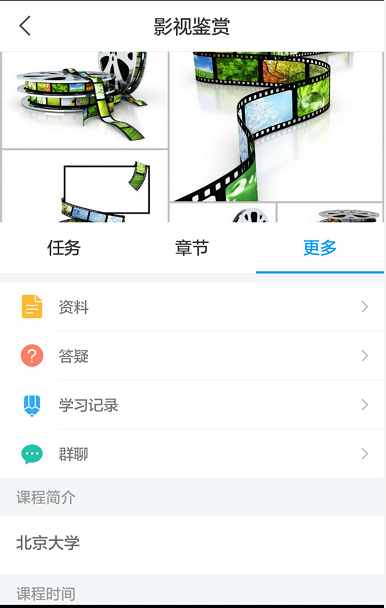 影视鉴赏
任务 章节 更多
资料
答疑
学习记录
群聊
课程简介
北京大学
课程时间